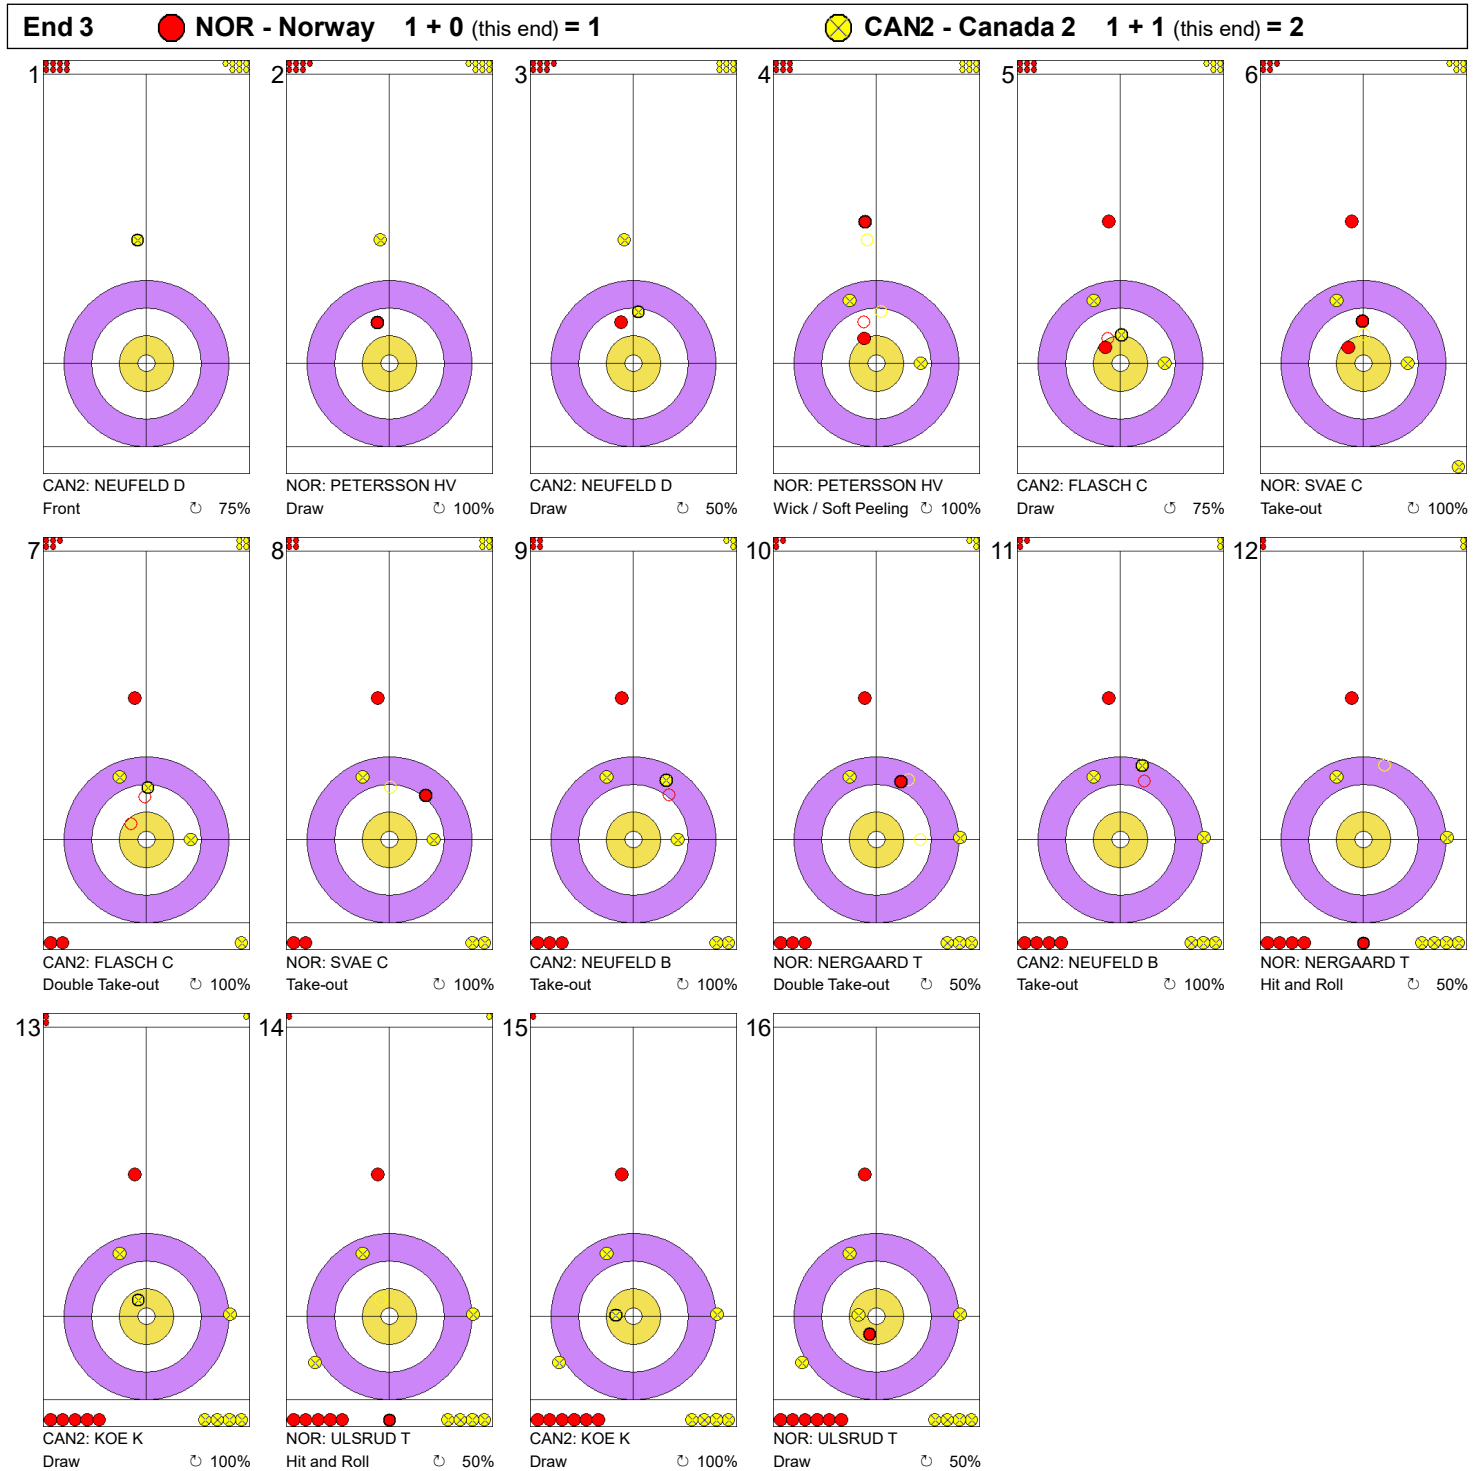 End 3 NOR - Norway 1 + 0 (this end) = 1 CAN2 - Canada 2 1 + 1 (this end) = 2
1 2 3 4 5 6
CAN2: NEUFELD D NOR: PETERSSON HV CAN2: NEUFELD D NOR: PETERSSON HV CAN2: FLASCH C NOR: SVAE C
Front ↻ 75% Draw ↻ 100% Draw ↻ 50% Wick / Soft Peeling ↻ 100% Draw ↺ 75% Take-out ↻ 100%
7 8 9 10 11 12
CAN2: FLASCH C NOR: SVAE C CAN2: NEUFELD B NOR: NERGAARD T CAN2: NEUFELD B NOR: NERGAARD T
Double Take-out ↻ 100% Take-out ↻ 100% Take-out ↻ 100% Double Take-out ↻ 50% Take-out ↻ 100% Hit and Roll ↻ 50%
13 14 15 16
CAN2: KOE K NOR: ULSRUD T CAN2: KOE K NOR: ULSRUD T
Draw ↻ 100% Hit and Roll ↻ 50% Draw ↻ 100% Draw ↻ 50%